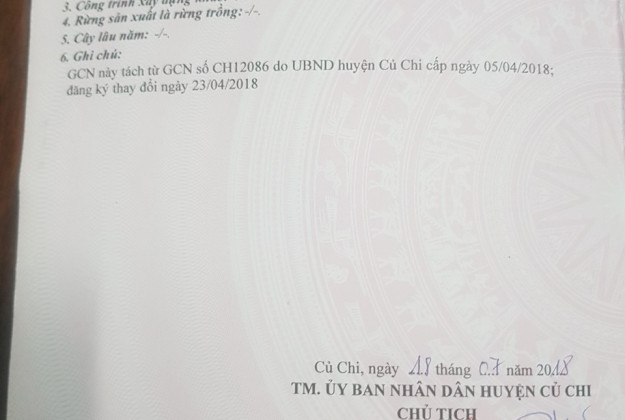 3. Công trình xây dựng khác:
4. Rừng sản xuất là rừng trồng: -/-.
5. Cây lâu năm: -/-.
6. Ghi chú:
GCN này tách từ GCN số CH12086 do UBND huyện Củ Chi cấp ngày 05/04/2018;
đăng ký thay đổi ngày 23/04/2018
Củ Chi, ngày 18 tháng 07 năm 2018
TM. ỦY BAN NHÂN DÂN HUYỆN CỦ CHI
CHỦ TỊCH